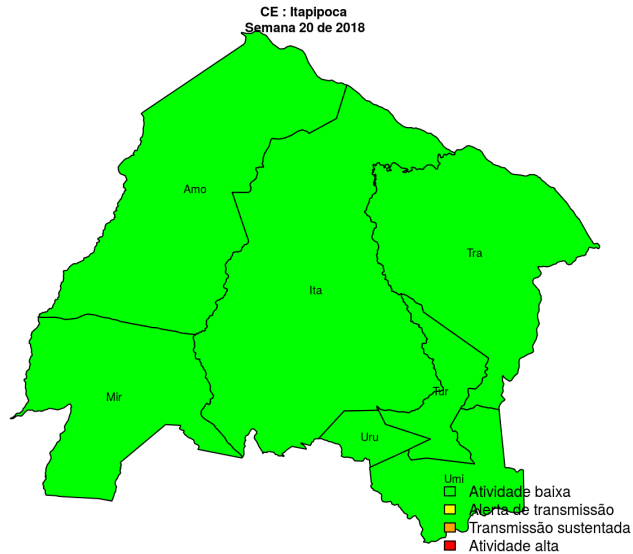 CE : Itapipoca
Semana 20 de 2018
Amo
Tra
Ita
Mir
Tur
Uru
Umi
Atividade baixa
Alerta de transmissão
Transmissão sustentada
Atividade alta